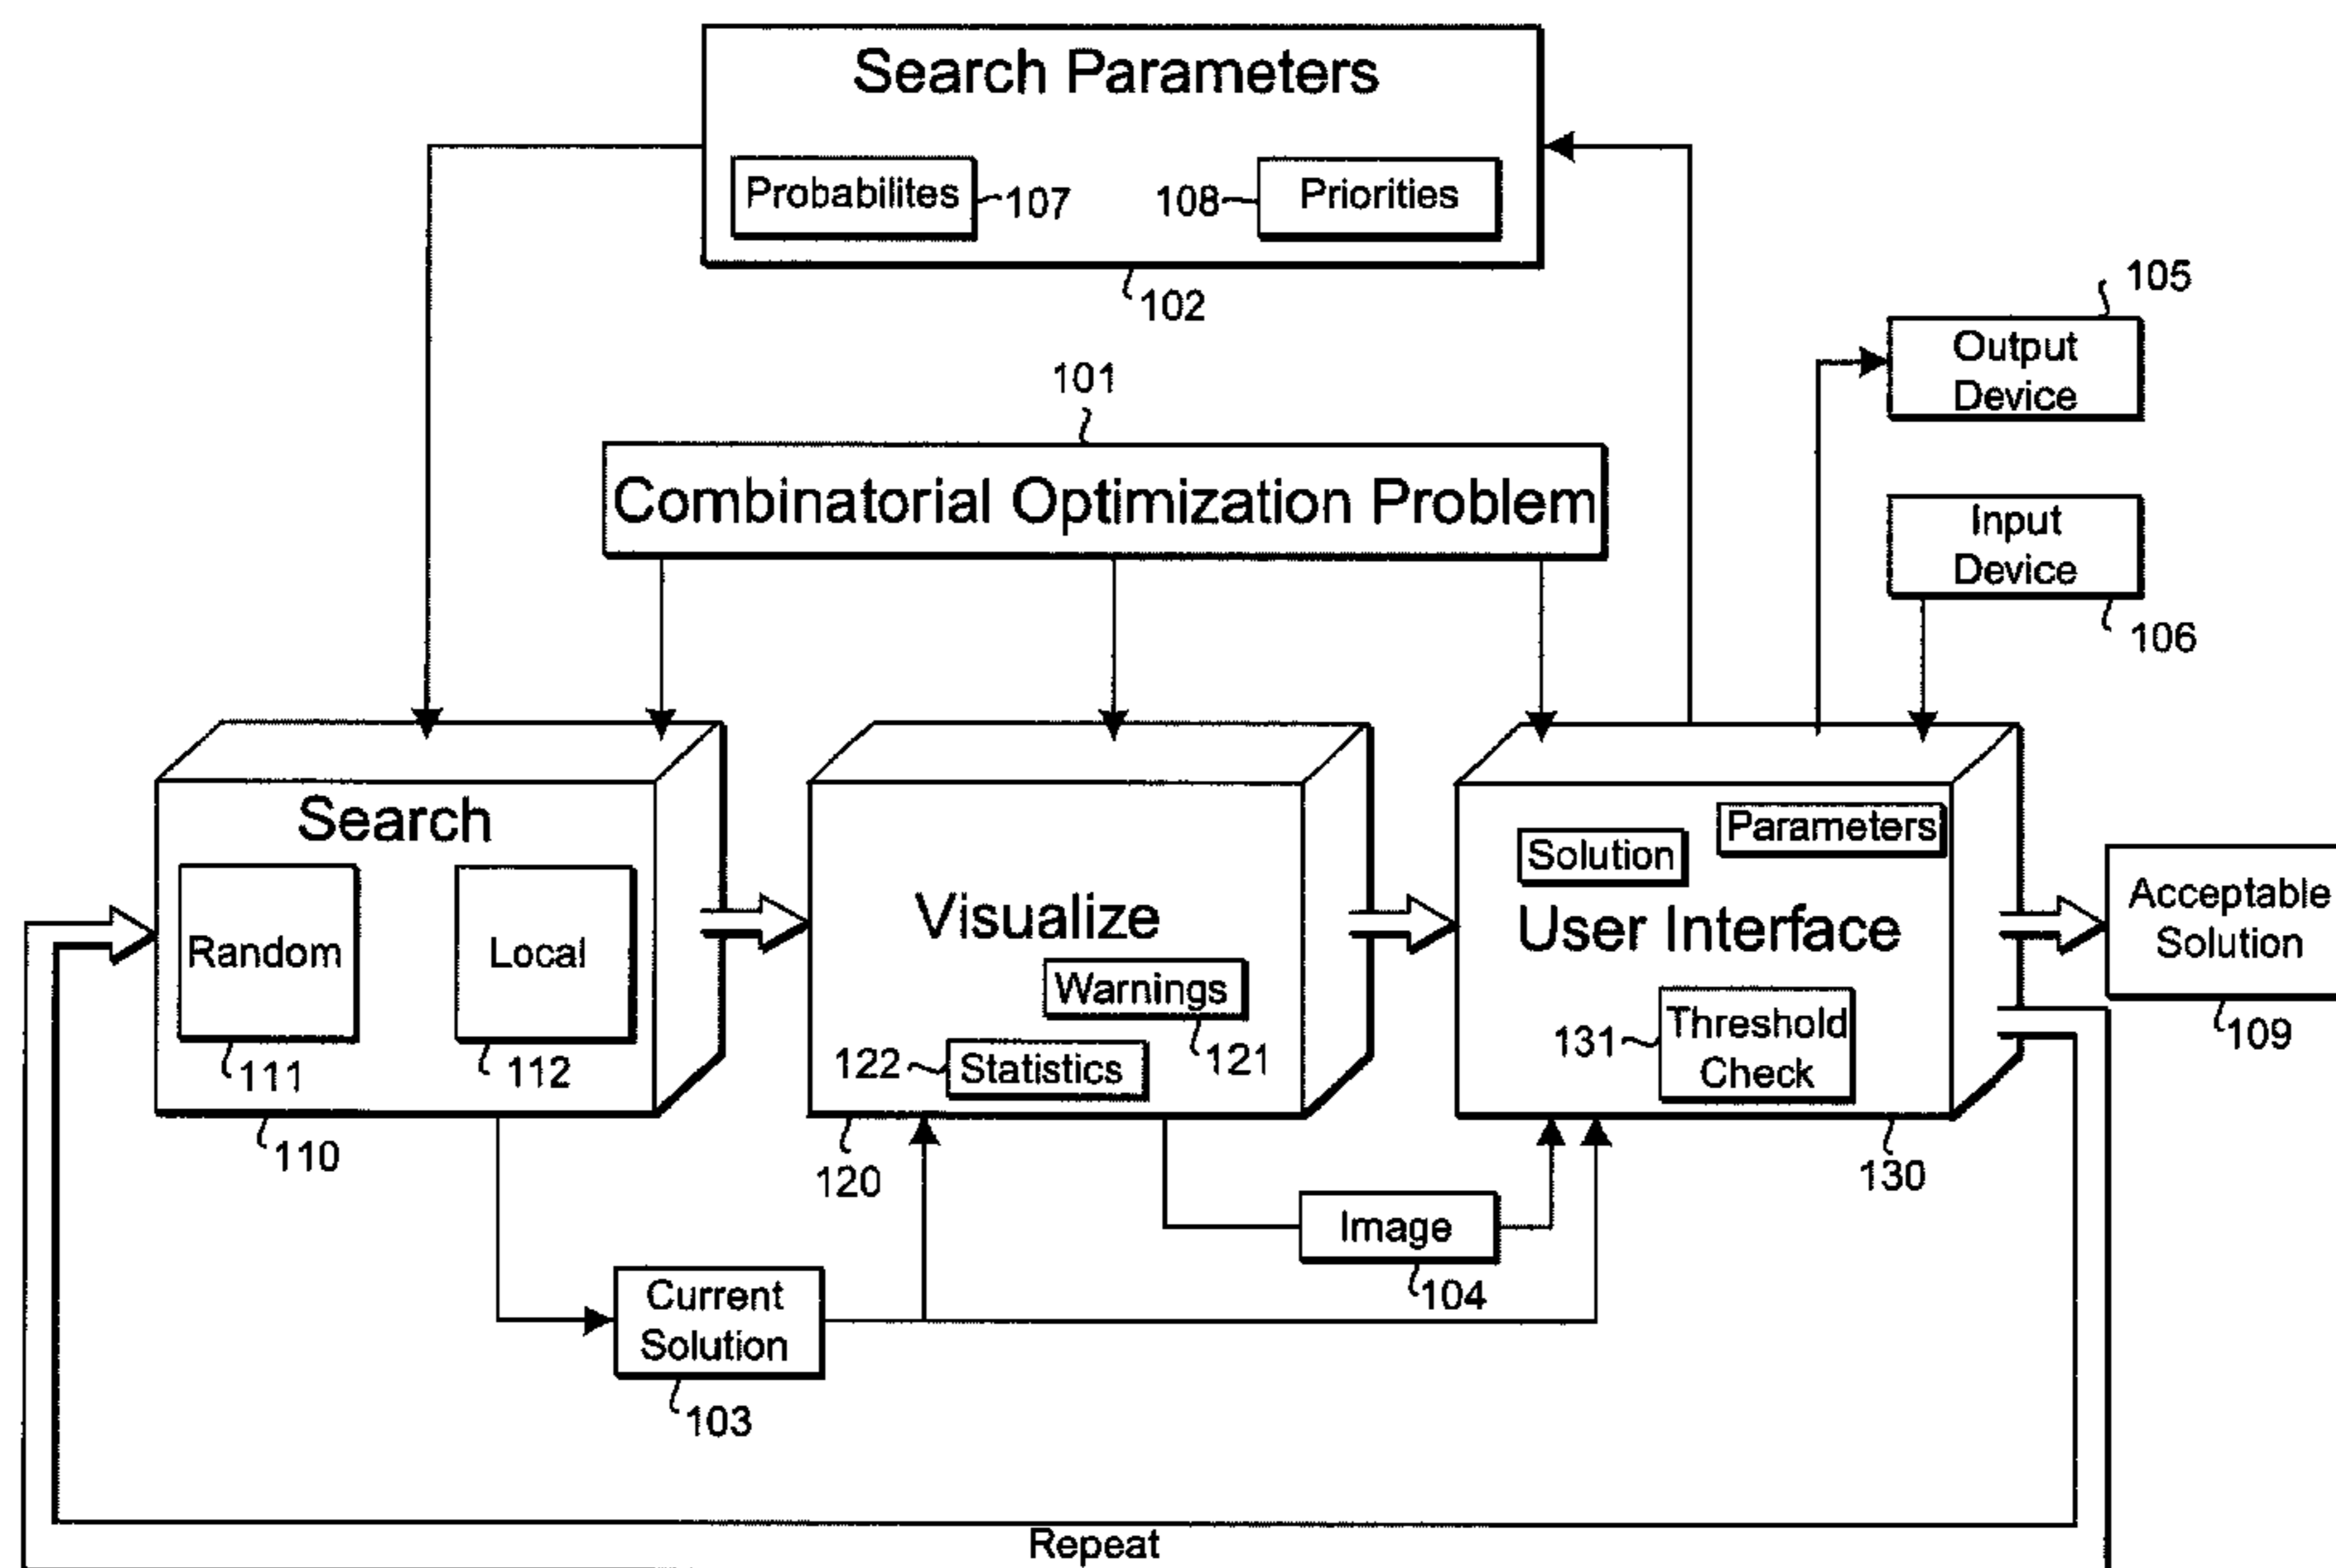 Search Parameters
Probabilites
107
108
Priorities
102
105
Output
Device
101
Combinatorial Optimization Problem
Input
Device
106
Search
Random
Local
111
112
110
Visualize
Warnings
121
122
Statistics
120
Parameters
Solution
User Interface
131
Threshold
Check
130
Acceptable
Solution
109
Image
104
Current
Solution
103
Repeat